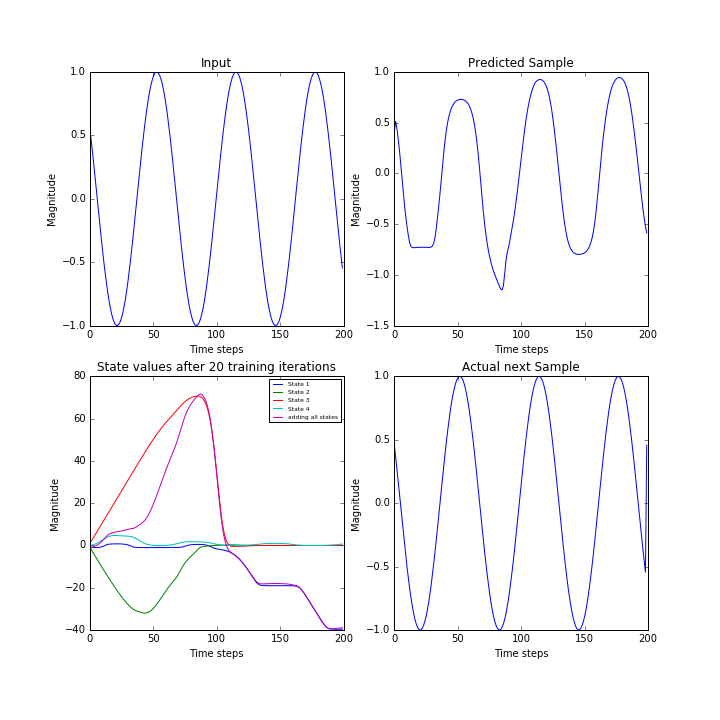 Input
Magnitude
1.0
0.5
0.0
−0.5
−1.0
0
50
100
150
200
Time steps
Predicted Sample
Magnitude
1.0
0.5
0.0
−0.5
−1.0
−1.5
0
50
100
150
200
Time steps
State values after 20 training iterations
Magnitude
80
60
40
20
0
−20
−40
State 1
State 2
State 3
State 4
adding all states
0
50
100
150
200
Time steps
Actual next Sample
Magnitude
1.0
0.5
0.0
−0.5
−1.0
0
50
100
150
200
Time steps